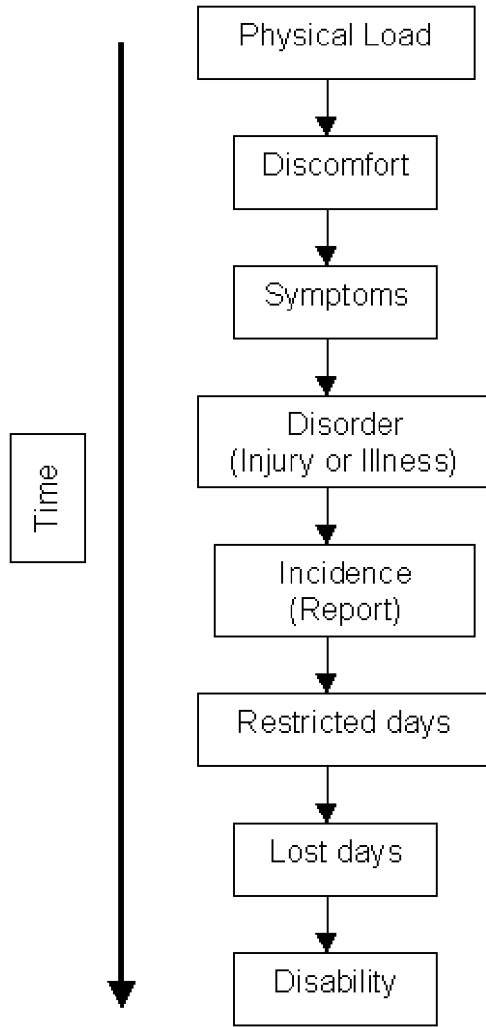 Physical Load
Discomfort
Symptoms
Disorder
(Injury or Illness)
Time
Incidence
(Report)
Restricted days
Lost days
Disability